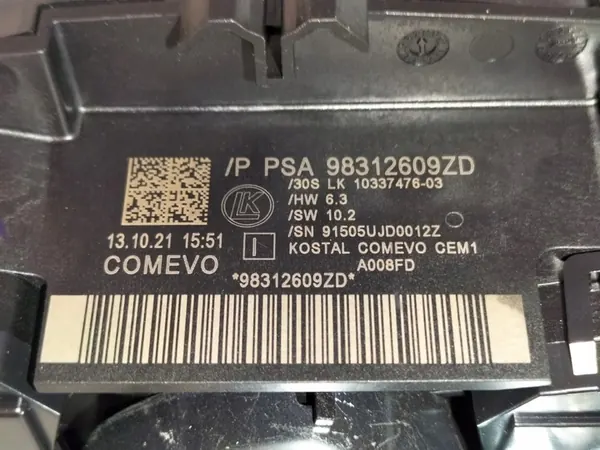 /P PSA 98312609ZD
/30S LK 10337476-03
/HW 6.3
/SW 10.2
/SN 91505UJD0012Z
KOSTAL COMEVO CEM1
A008FD
LK
I
13.10.21 15:51
COMEVO
*98312609ZD*